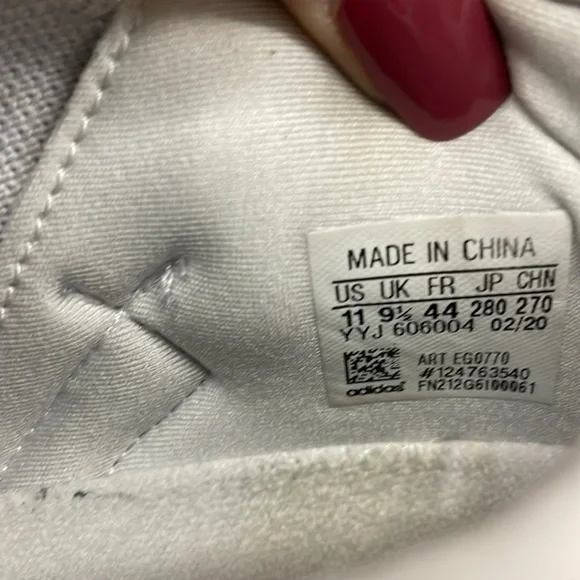 MADE IN CHINA
US UK FR JP CHN
11 9½ 44 280 270
YYJ 606004 02/20
ART EG0770
#124763540
adidas FN212G6I00061